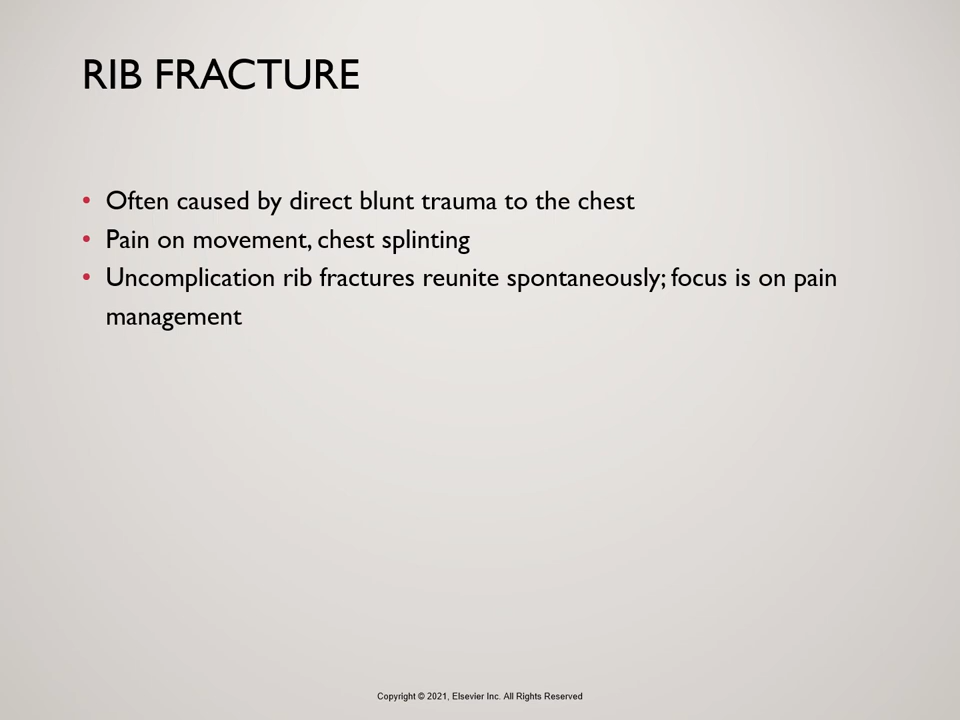 RIB FRACTURE
• Often caused by direct blunt trauma to the chest
• Pain on movement, chest splinting
• Uncomplication rib fractures reunite spontaneously; focus is on pain
management
Copyright © 2021, Elsevier Inc. All Rights Reserved